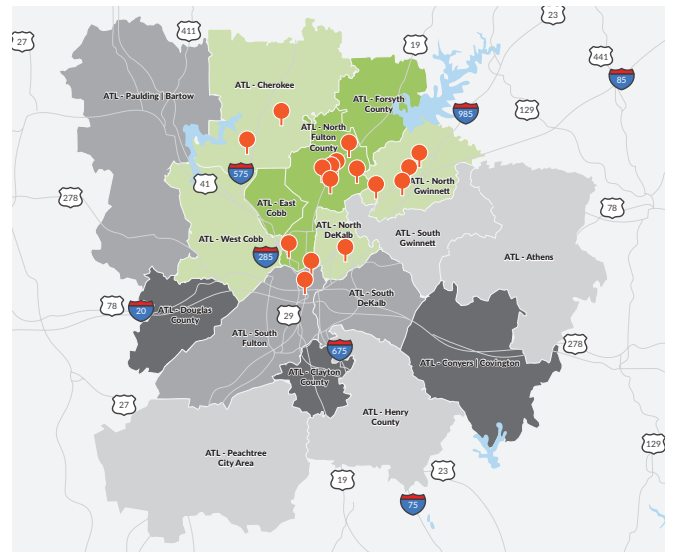 23
411
27
19
441
85
ATL - Cherokee
ATL - Paulding | Bartow
ATL - Forsyth
County
129
985
ATL - North
Fulton
County
575
41
ATL - North
Gwinnett
278
78
ATL - East
Cobb
ATL - North
DeKalb
ATL - West Cobb
ATL - South
Gwinnett
285
ATL - Athens
ATL - South
DeKalb
78
20
ATL - Douglas
County
29
ATL - South
Fulton
278
675
ATL - Conyers | Covington
ATL - Clayton
County
27
ATL - Henry
County
129
ATL - Peachtree
City Area
23
19
75